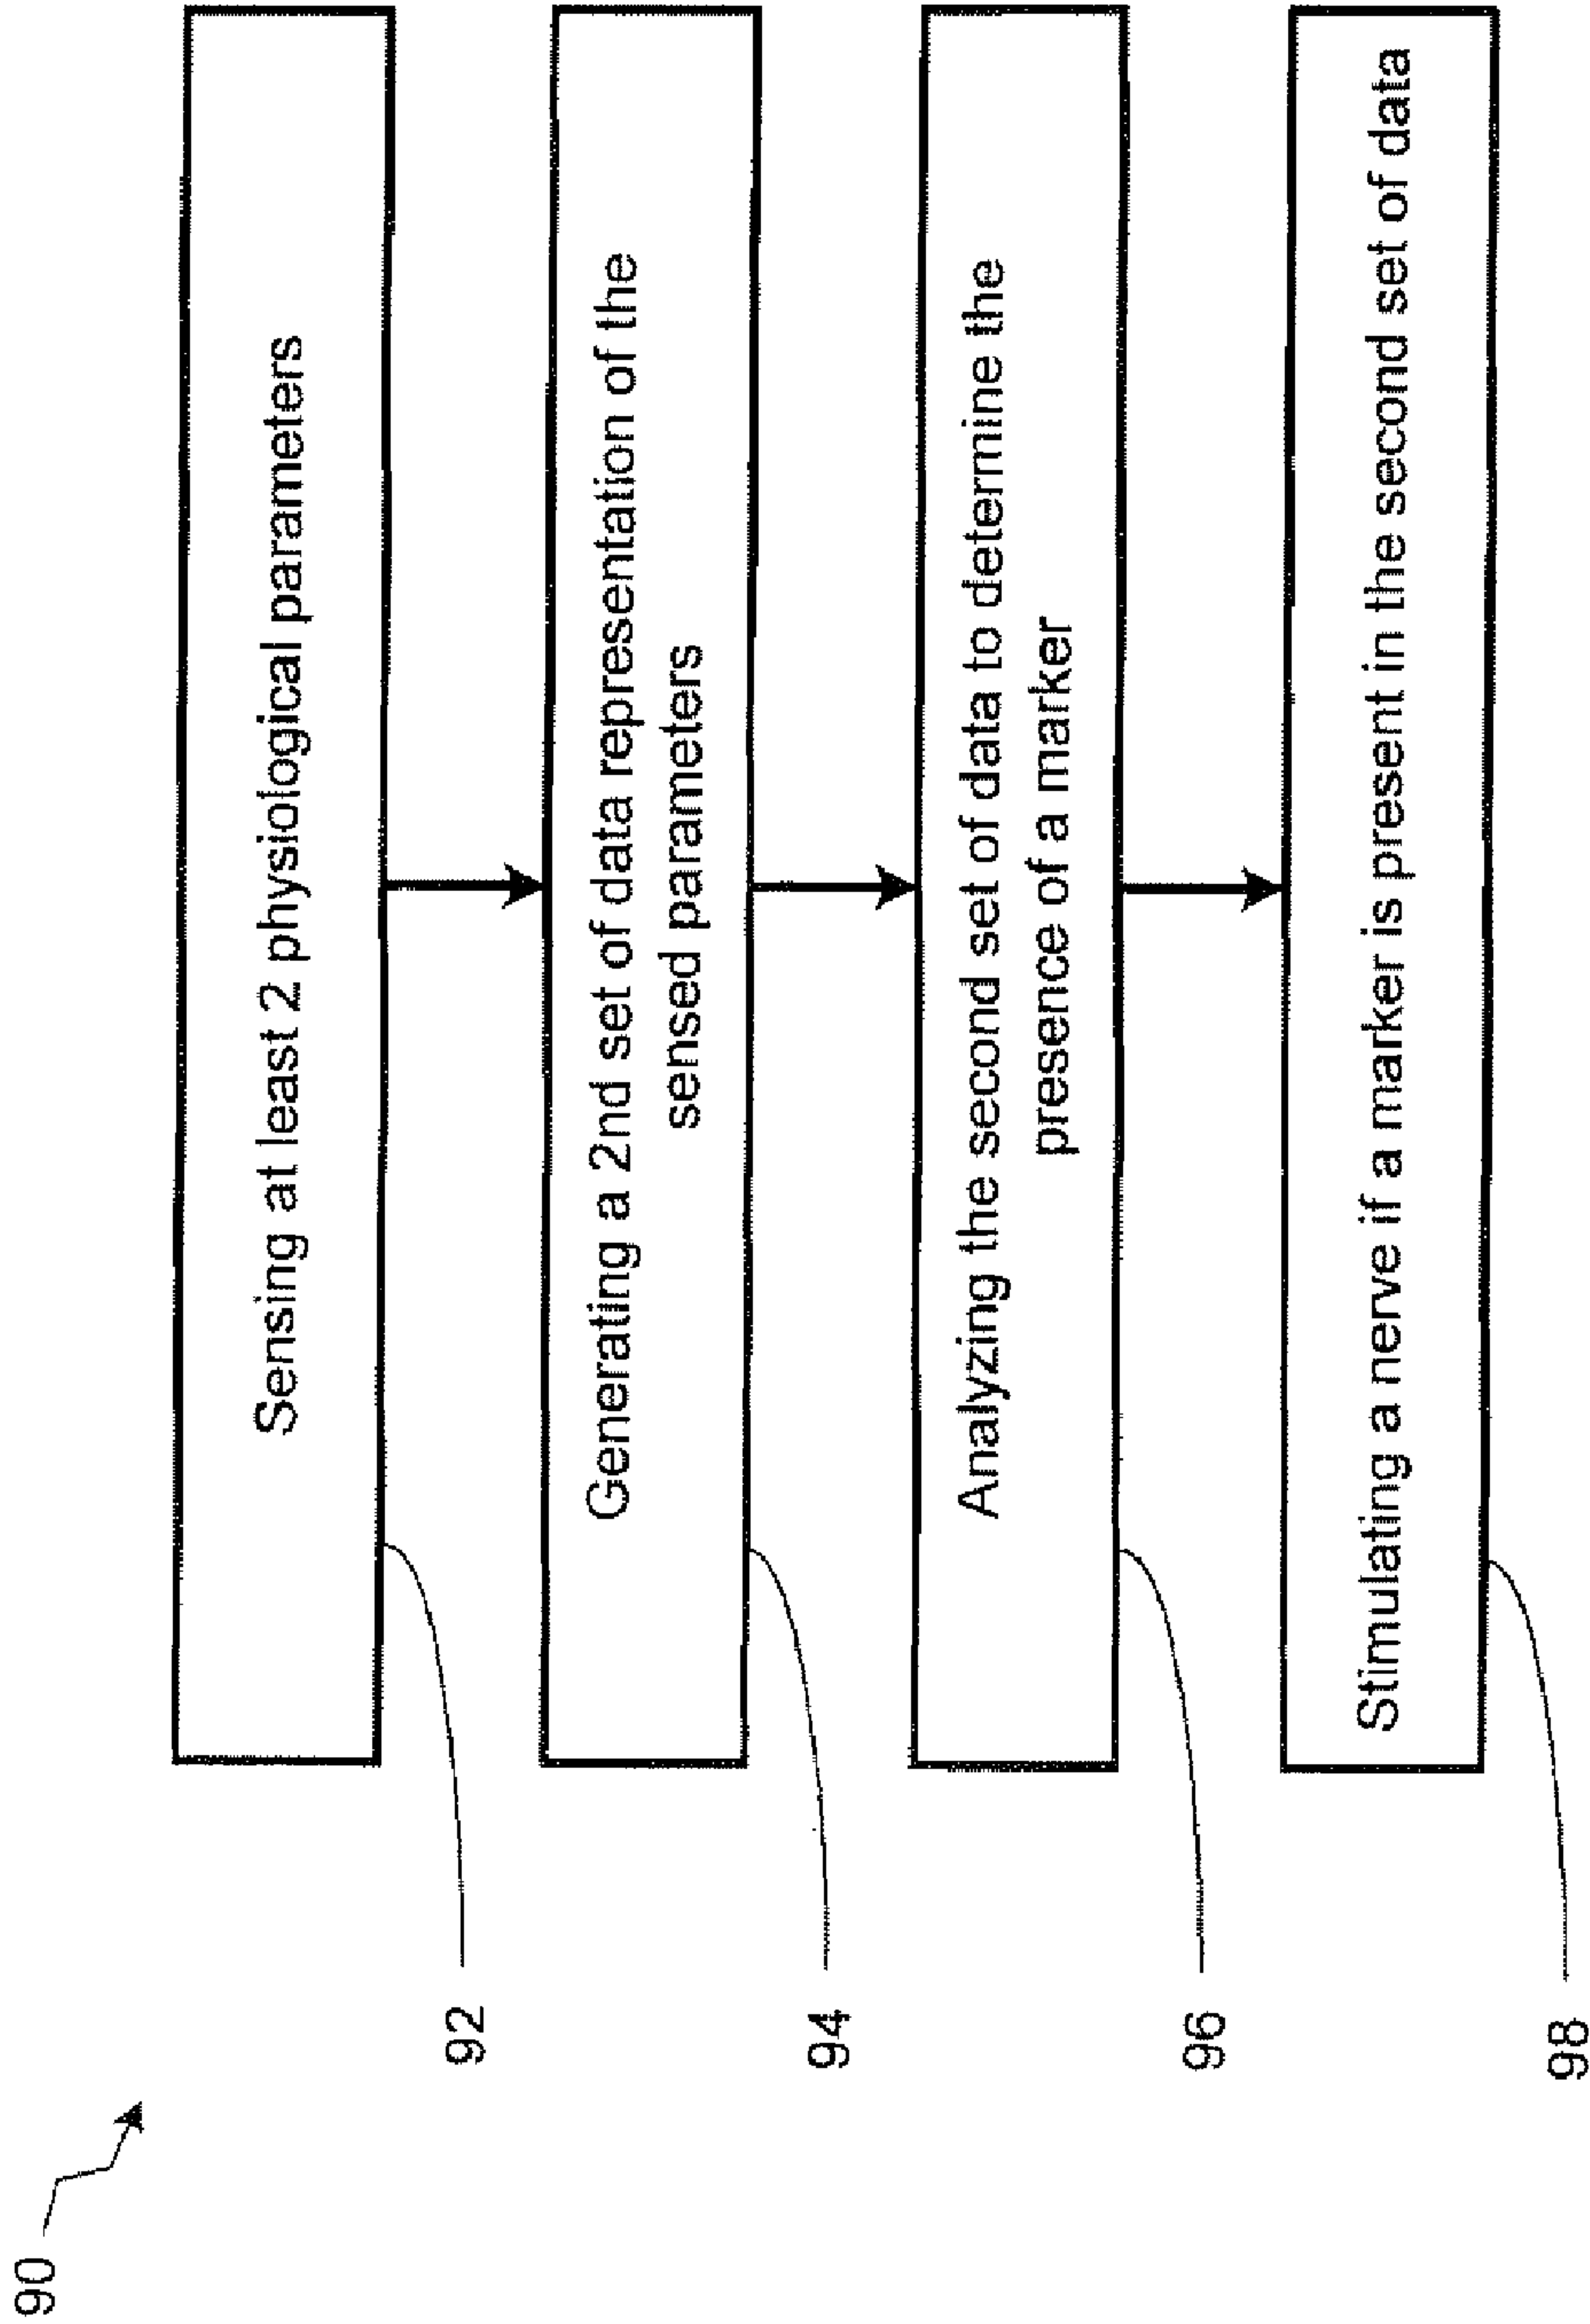 90
92
Sensing at least 2 physiological parameters
94
Generating a 2nd set of data representation of the
sensed parameters
96
Analyzing the second set of data to determine the
presence of a marker
98
Stimulating a nerve if a marker is present in the second set of data